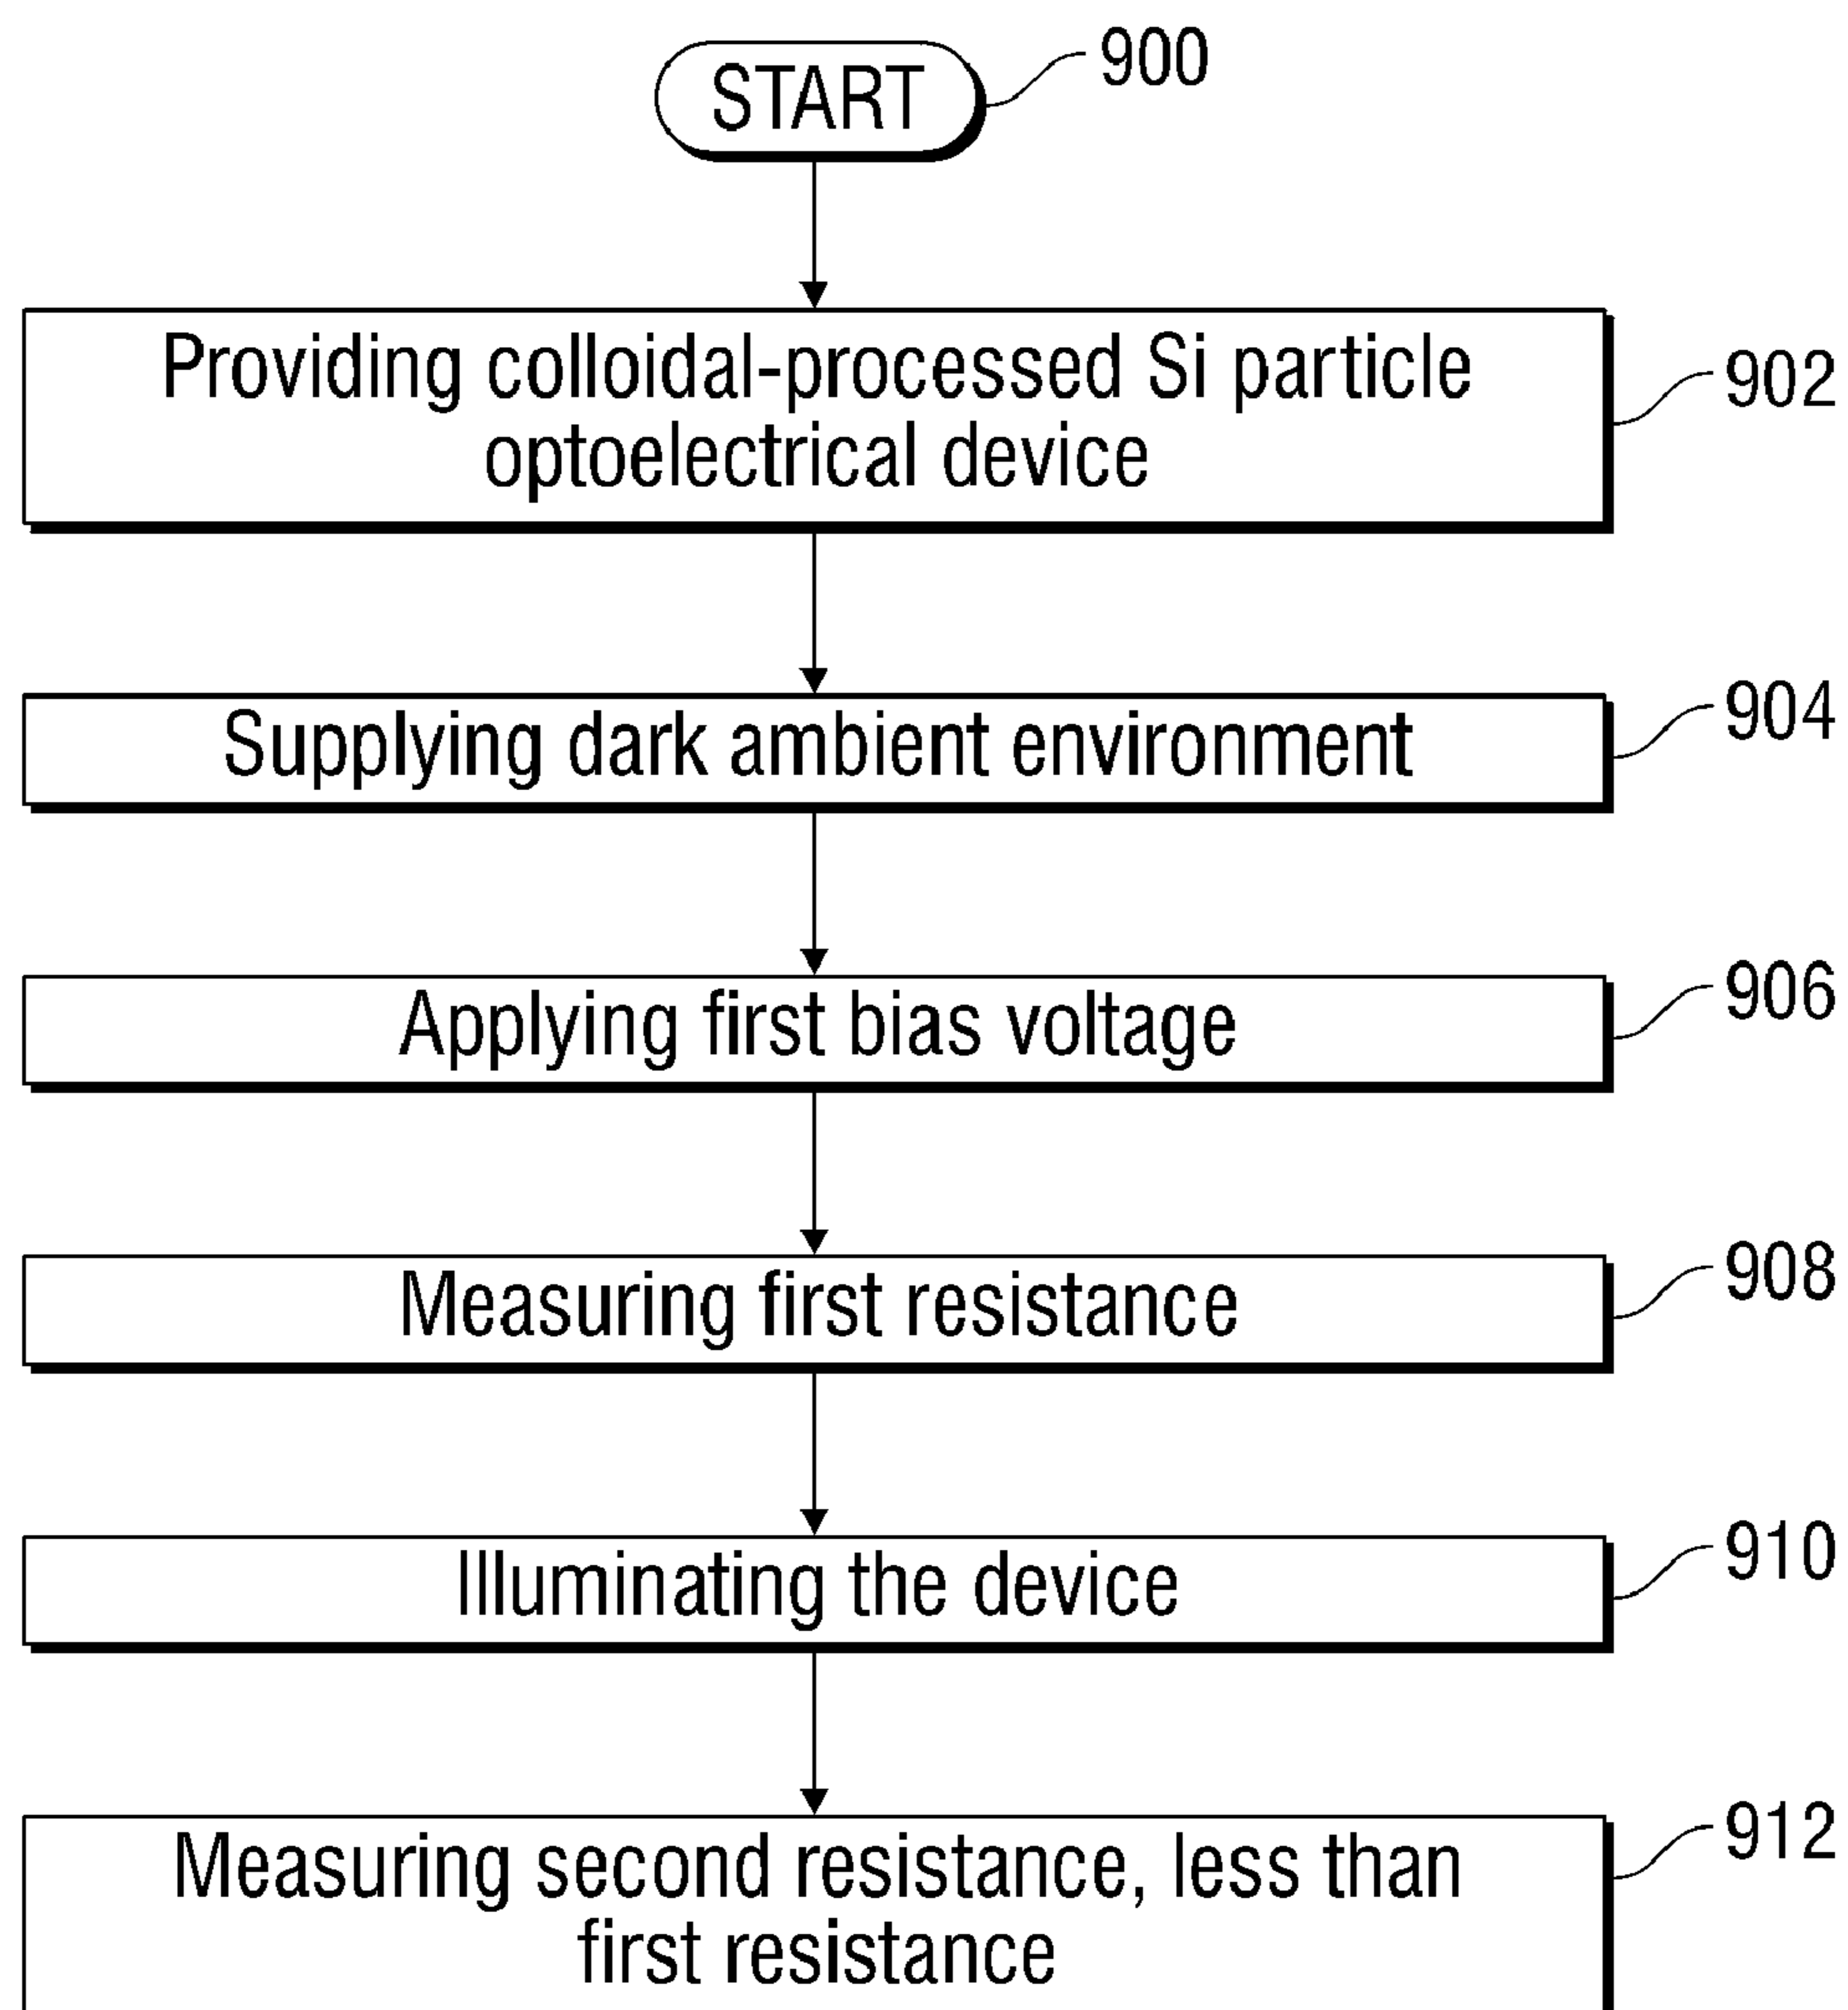 START
900
Providing colloidal-processed Si particle
optoelectrical device
902
Supplying dark ambient environment
904
Applying first bias voltage
906
Measuring first resistance
908
Illuminating the device
910
Measuring second resistance, less than
first resistance
912